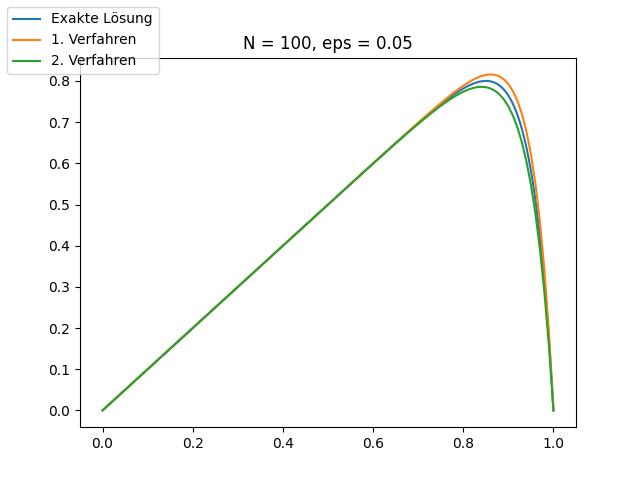 Exakte Lösung
1. Verfahren
2. Verfahren
N = 100, eps = 0.05
0.8
0.7
0.6
0.5
0.4
0.3
0.2
0.1
0.0
0.0 0.2 0.4 0.6 0.8 1.0